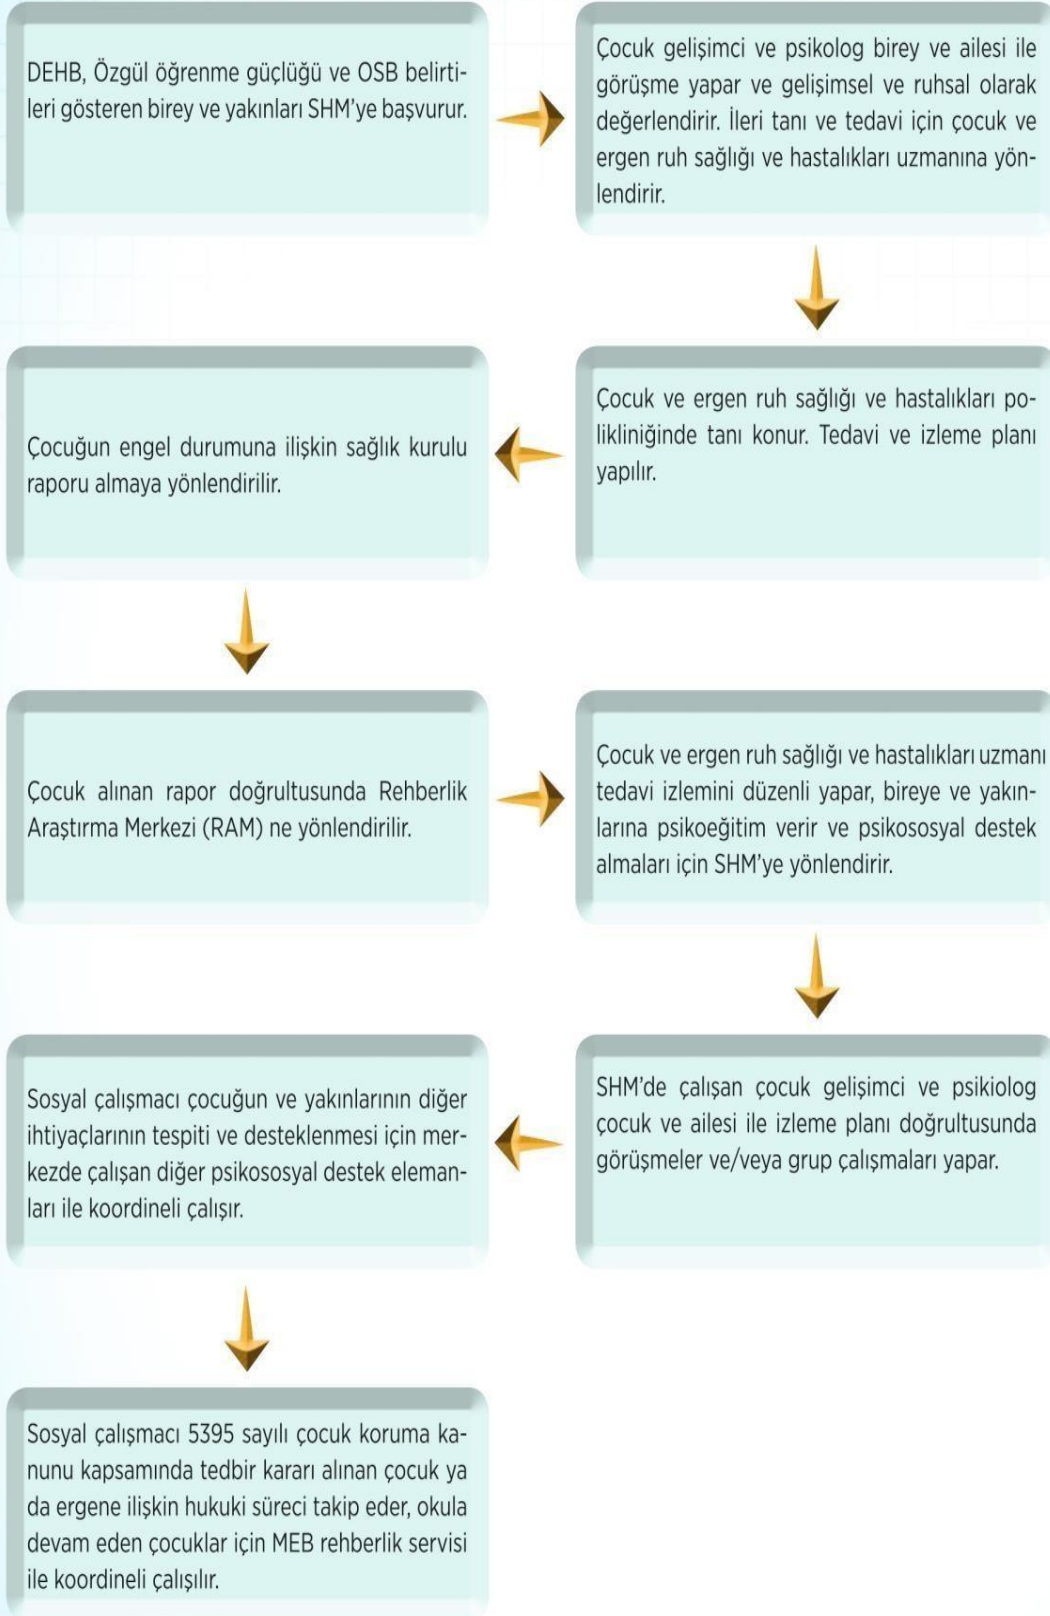 DEHB, Özgül öğrenme güçlüğü ve OSB belirti-
leri gösteren birey ve yakınları SHM'ye başvurur.
Çocuk gelişimci ve psikolog birey ve ailesi ile
görüşme yapar ve gelişimsel ve ruhsal olarak
değerlendirir. İleri tanı ve tedavi için çocuk ve
ergen ruh sağlığı ve hastalıkları uzmanına yön-
lendirir.
Çocuk ve ergen ruh sağlığı ve hastalıkları po-
likliniğinde tanı konur. Tedavi ve izleme planı
yapılır.
Çocuğun engel durumuna ilişkin sağlık kurulu
raporu almaya yönlendirilir.
Çocuk alınan rapor doğrultusunda Rehberlik
Araştırma Merkezi (RAM) ne yönlendirilir.
Çocuk ve ergen ruh sağlığı ve hastalıkları uzmanı
tedavi izlemini düzenli yapar, bireye ve yakın-
larına psikoeğitim verir ve psikososyal destek
almaları için SHM'ye yönlendirir.
SHM'de çalışan çocuk gelişimci ve psikiolog
çocuk ve ailesi ile izleme planı doğrultusunda
görüşmeler ve/veya grup çalışmaları yapar.
Sosyal çalışmacı çocuğun ve yakınlarının diğer
ihtiyaçlarının tespiti ve desteklenmesi için mer-
kezde çalışan diğer psikososyal destek eleman-
ları ile koordineli çalışır.
Sosyal çalışmacı 5395 sayılı çocuk koruma ka-
nunu kapsamında tedbir kararı alınan çocuk ya
da ergene ilişkin hukuki süreci takip eder, okula
devam eden çocuklar için MEB rehberlik servisi
ile koordineli çalışılır.